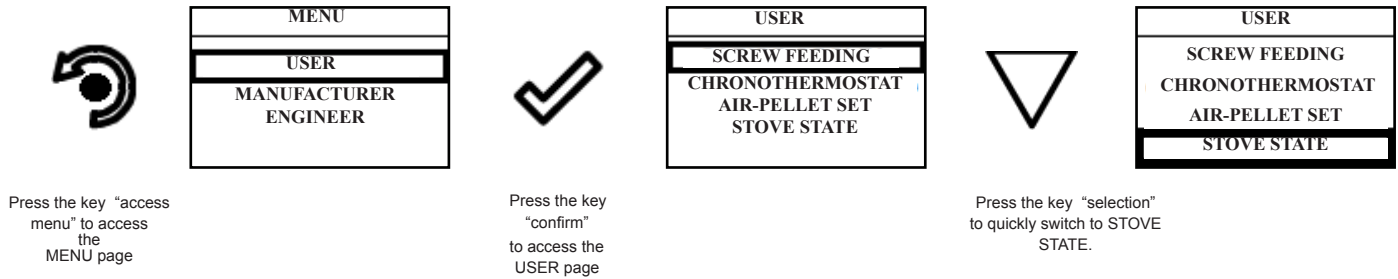 MENU
USER
MANUFACTURER
ENGINEER
USER
SCREW FEEDING
CHRONOTHERMOSTAT
AIR-PELLET SET
STOVE STATE
USER
SCREW FEEDING
CHRONOTHERMOSTAT
AIR-PELLET SET
STOVE STATE
Press the key “access
menu” to access
the
MENU page
Press the key
“confirm”
to access the
USER page
Press the key “selection”
to quickly switch to STOVE
STATE.